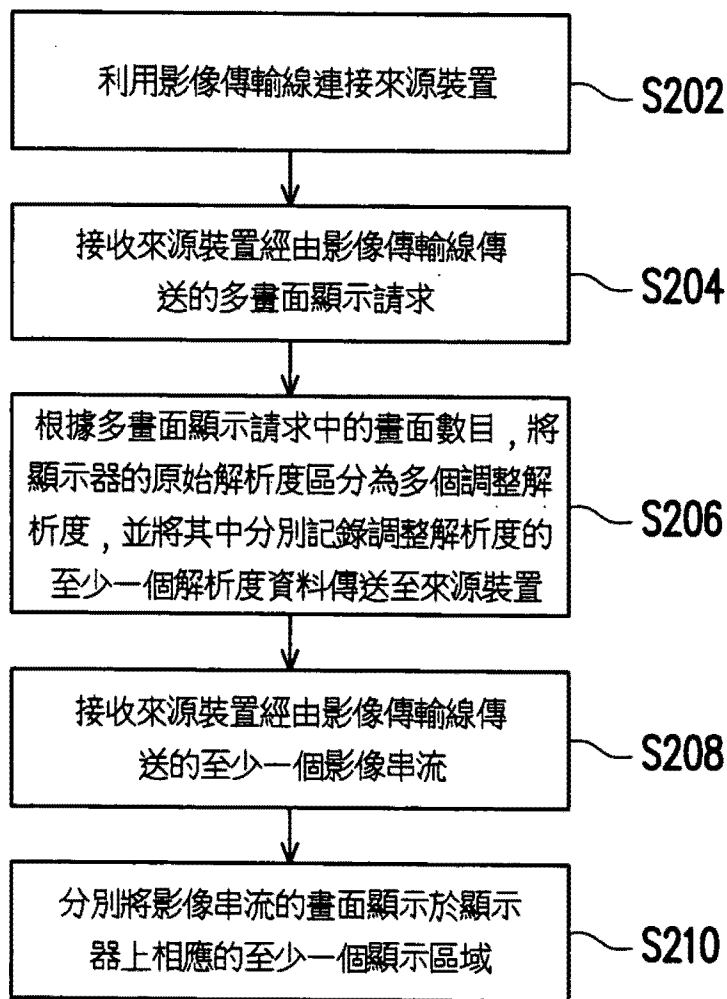 利用影像傳輸線連接來源裝置
S202
接收來源裝置經由影像傳輸線傳
送的多畫面顯示請求
S204
根據多畫面顯示請求中的畫面數目，將
顯示器的原始解析度區分為多個調整解
析度，並將其中分別記錄調整解析度的
至少一個解析度資料傳送至來源裝置
S206
接收來源裝置經由影像傳輸線傳
送的至少一個影像串流
S208
分別將影像串流的畫面顯示於顯示
器上相應的至少一個顯示區域
S210